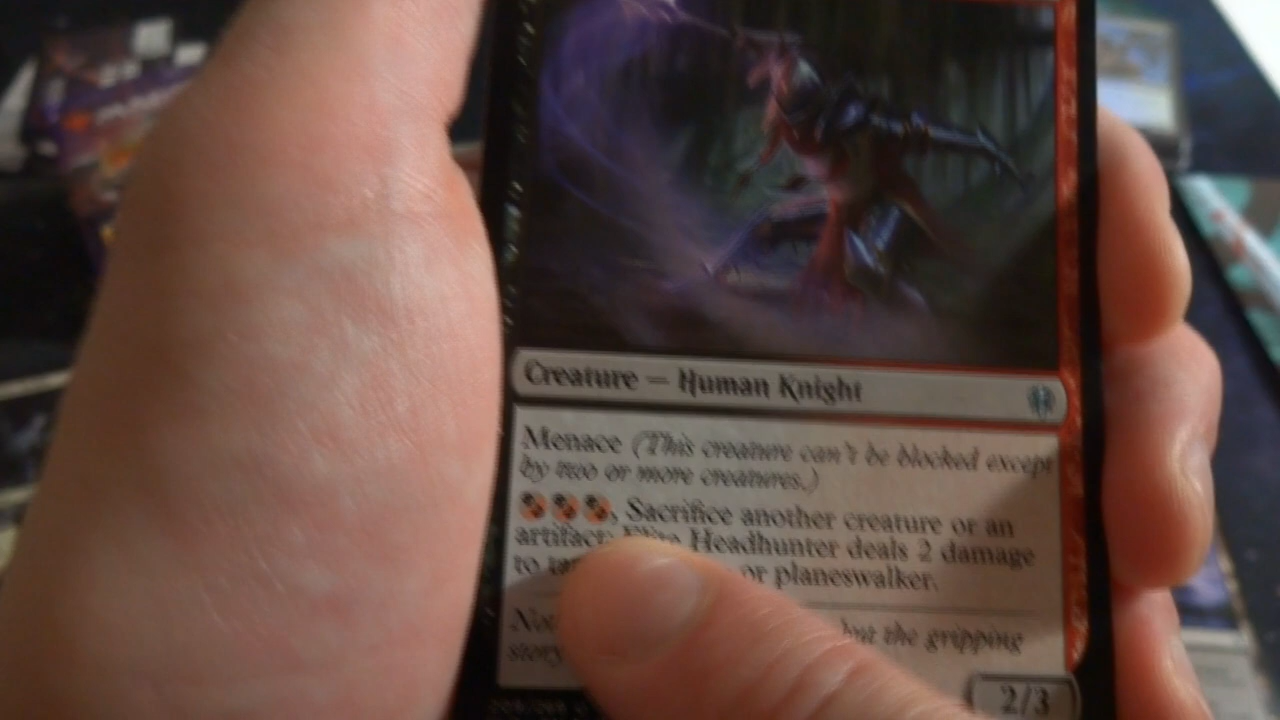 Creature — Human Knight
Menace (This creature can't be blocked except
by two or more creatures.)
, Sacrifice another creature or an
artifact: Elite Headhunter deals 2 damage
to or planeswalker.
but the gripping
story
2/3